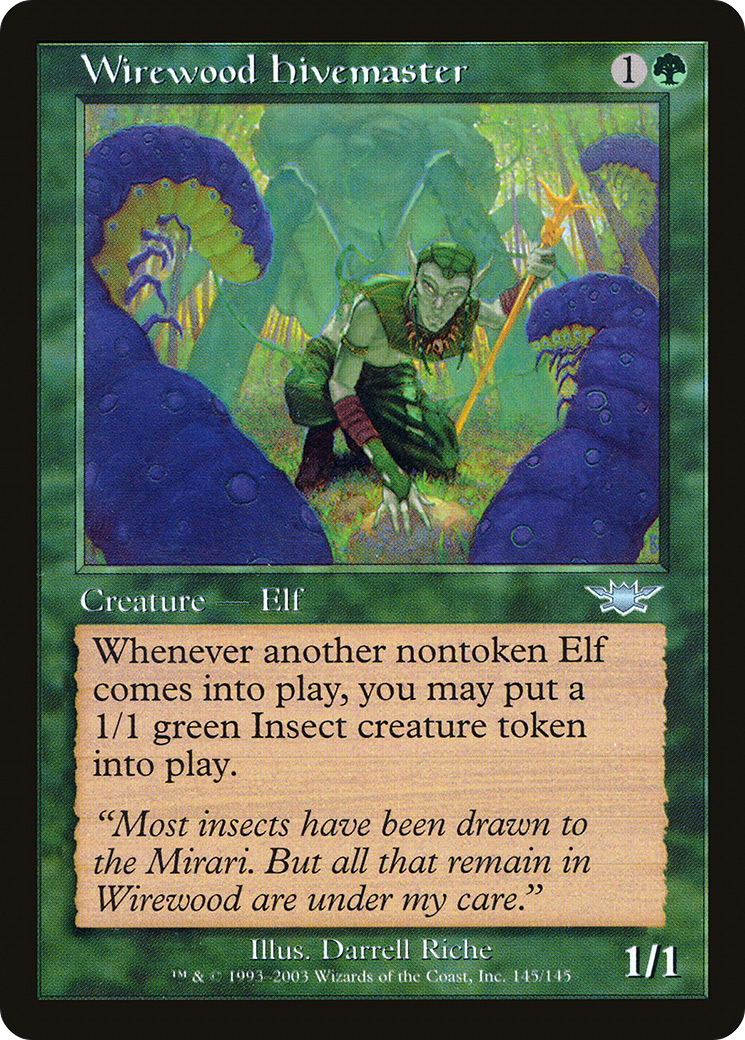 Wirewood Hivemaster
1
Creature — Elf
Whenever another nontoken Elf
comes into play, you may put a
1/1 green Insect creature token
into play.
“Most insects have been drawn to
the Mirari. But all that remain in
Wirewood are under my care.”
Illus. Darrell Riche
™ & © 1993–2003 Wizards of the Coast, Inc. 145/145
1/1